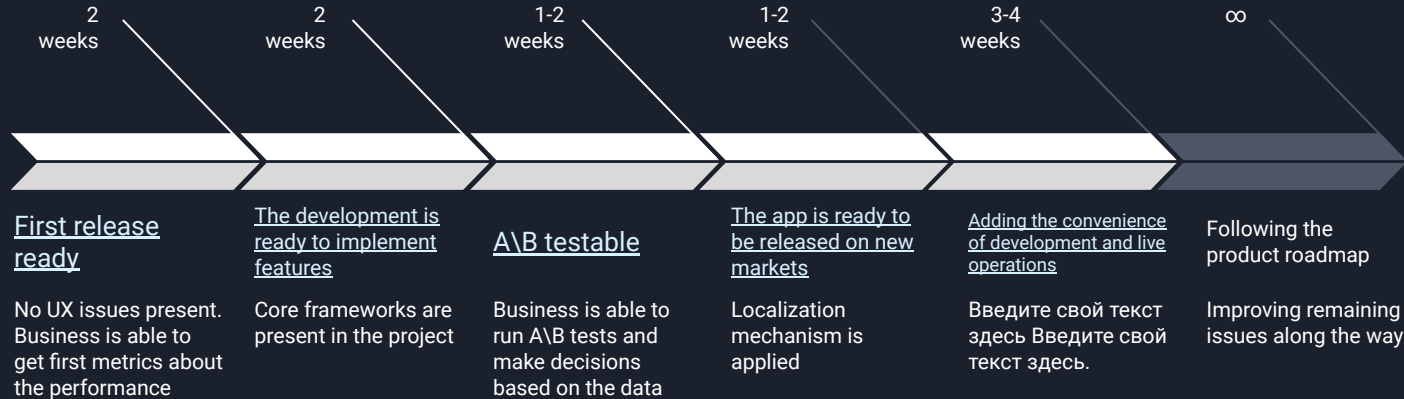 2
weeks
2
weeks
1-2
weeks
1-2
weeks
3-4
weeks
∞
First release
ready
No UX issues present.
Business is able to
get first metrics about
the performance
The development is
ready to implement
features
Core frameworks are
present in the project
A\B testable
Business is able to
run A\B tests and
make decisions
based on the data
The app is ready to
be released on new
markets
Localization
mechanism is
applied
Adding the convenience
of development and live
operations
Введите свой текст
здесь Введите свой
текст здесь.
Following the
product roadmap
Improving remaining
issues along the way